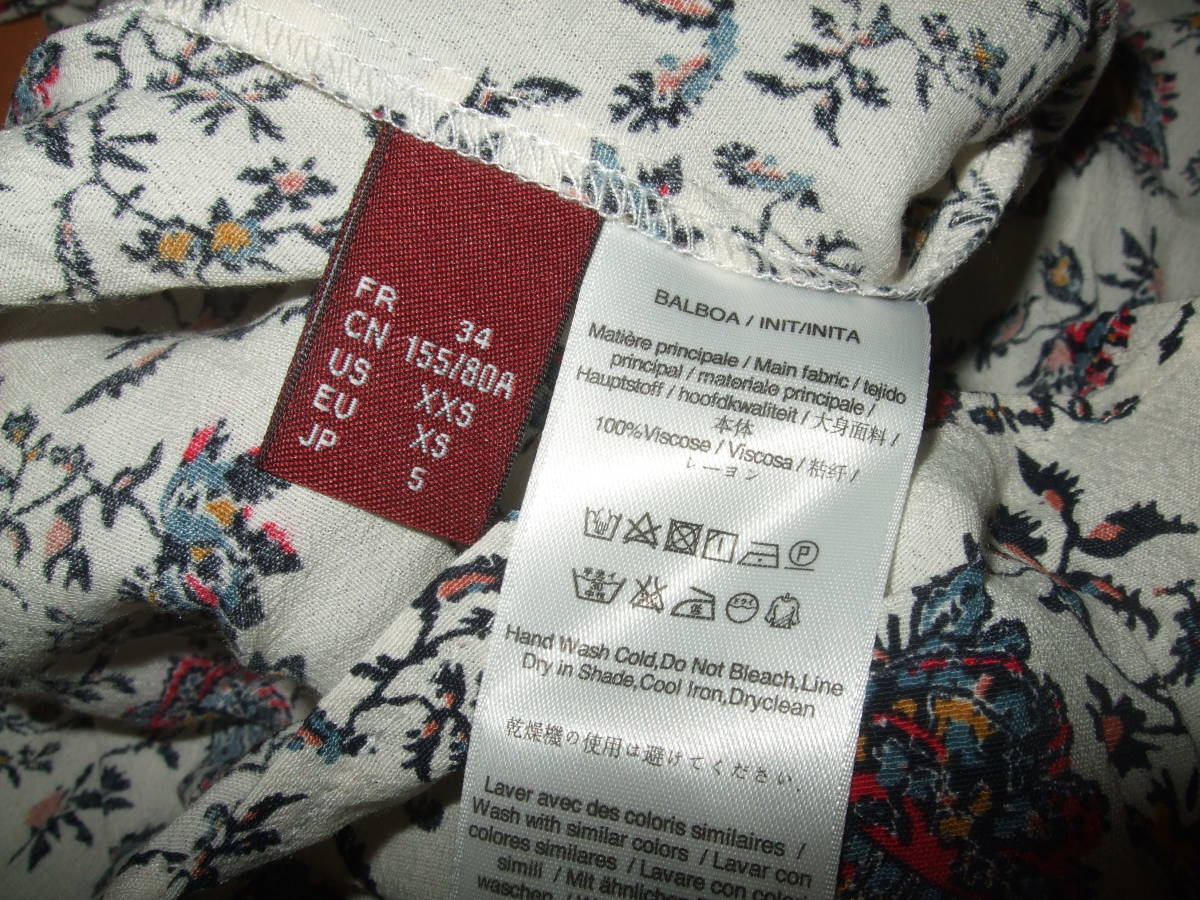 FR 34
CN 155/80A
US XXS
EU XS
JP 5
BALBOA / INIT/INITA
Matière principale / Main fabric / tejido
principal / materiale principale /
Hauptstoff / hoofdkwaliteit / 大身面料 /
本体
100%Viscose / Viscosa / 粘纤 /
レーヨン
P
Hand Wash Cold,Do Not Bleach,Line
Dry in Shade,Cool Iron,Dryclean
乾燥機の使用は避けてください.
Laver avec des coloris similaires /
Wash with similar colors / Lavar con
colores similares / Lavare con colori
simili / Mit ähnlichen
waschen /